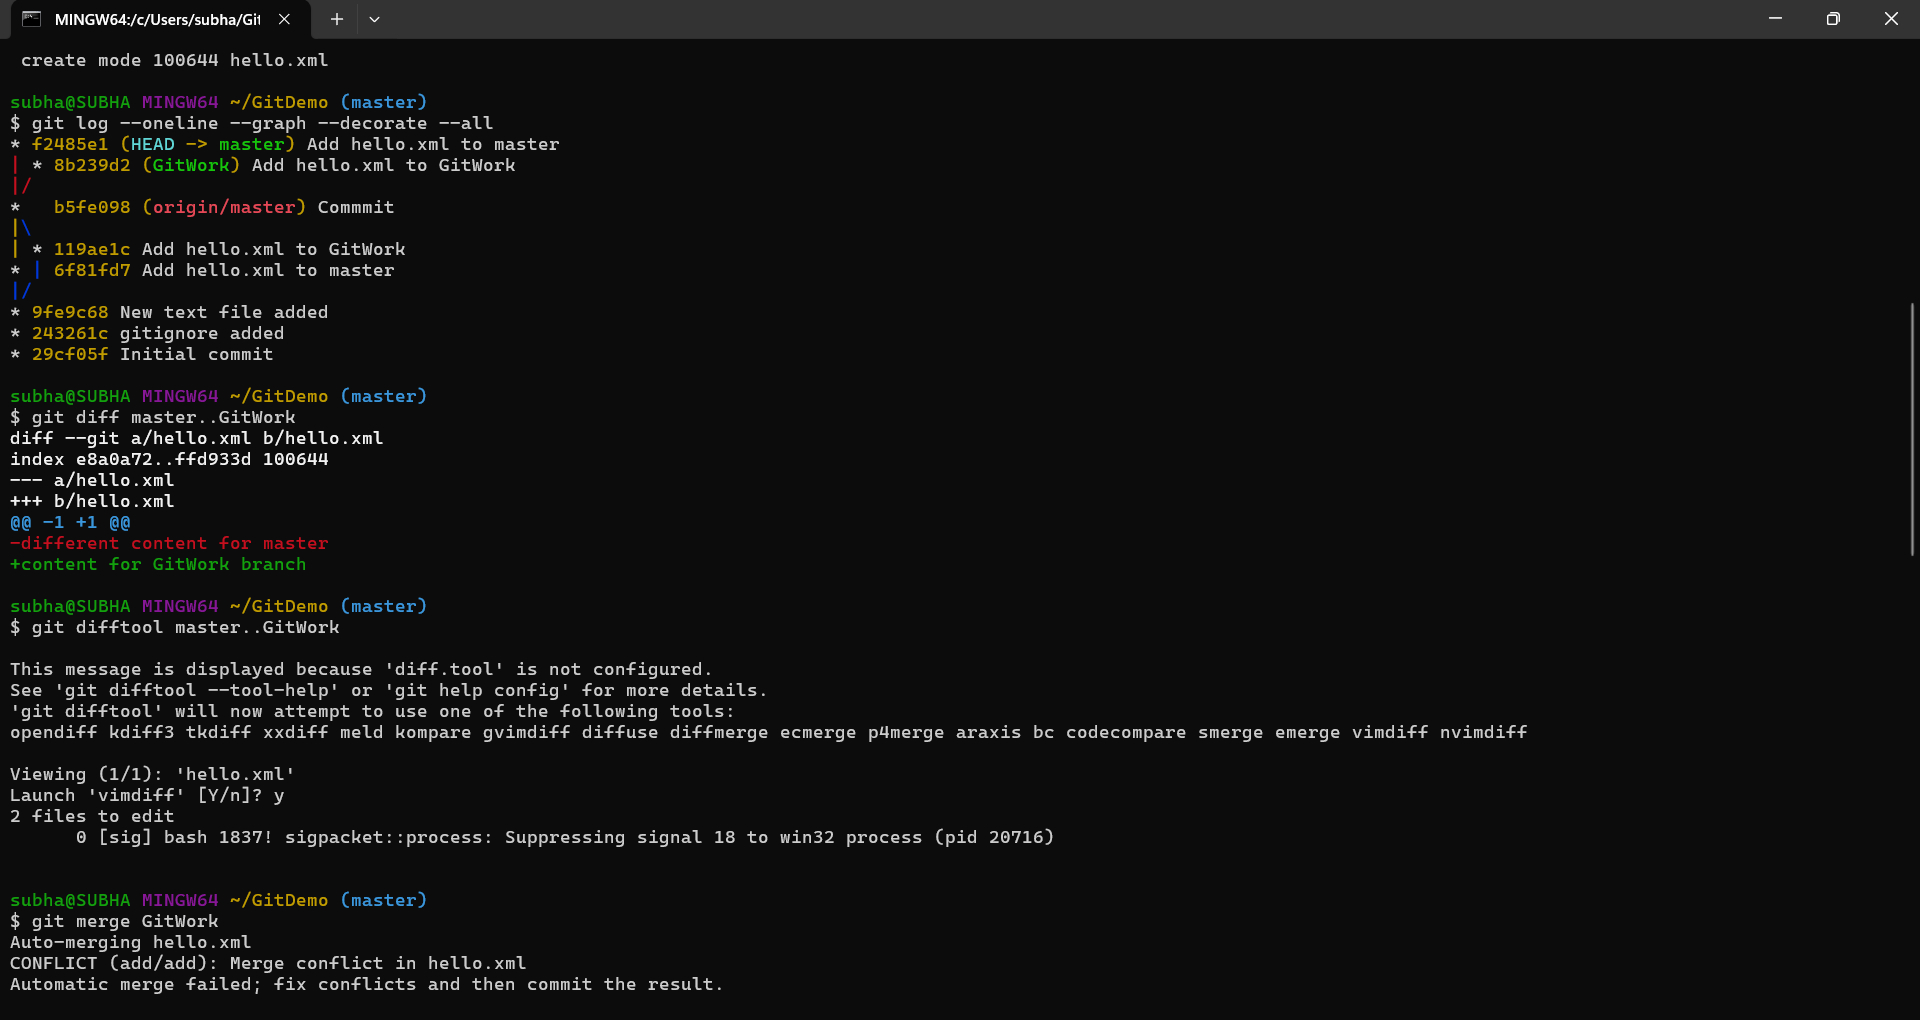 MINGW64:/c/Users/subha/Git
 create mode 100644 hello.xml
subha@SUBHA MINGW64 ~/GitDemo (master)
$ git log --oneline --graph --decorate --all
* f2485e1 (HEAD -> master) Add hello.xml to master
| * 8b239d2 (GitWork) Add hello.xml to GitWork
|/
*   b5fe098 (origin/master) Commmit
|\
| * 119ae1c Add hello.xml to GitWork
* | 6f81fd7 Add hello.xml to master
|/
* 9fe9c68 New text file added
* 243261c gitignore added
* 29cf05f Initial commit
subha@SUBHA MINGW64 ~/GitDemo (master)
$ git diff master..GitWork
diff --git a/hello.xml b/hello.xml
index e8a0a72..ffd933d 100644
--- a/hello.xml
+++ b/hello.xml
@@ -1 +1 @@
-different content for master
+content for GitWork branch
subha@SUBHA MINGW64 ~/GitDemo (master)
$ git difftool master..GitWork
This message is displayed because 'diff.tool' is not configured.
See 'git difftool --tool-help' or 'git help config' for more details.
'git difftool' will now attempt to use one of the following tools:
opendiff kdiff3 tkdiff xxdiff meld kompare gvimdiff diffuse diffmerge ecmerge p4merge araxis bc codecompare smerge emerge vimdiff nvimdiff
Viewing (1/1): 'hello.xml'
Launch 'vimdiff' [Y/n]? y
2 files to edit
      0 [sig] bash 1837! sigpacket::process: Suppressing signal 18 to win32 process (pid 20716)
subha@SUBHA MINGW64 ~/GitDemo (master)
$ git merge GitWork
Auto-merging hello.xml
CONFLICT (add/add): Merge conflict in hello.xml
Automatic merge failed; fix conflicts and then commit the result.